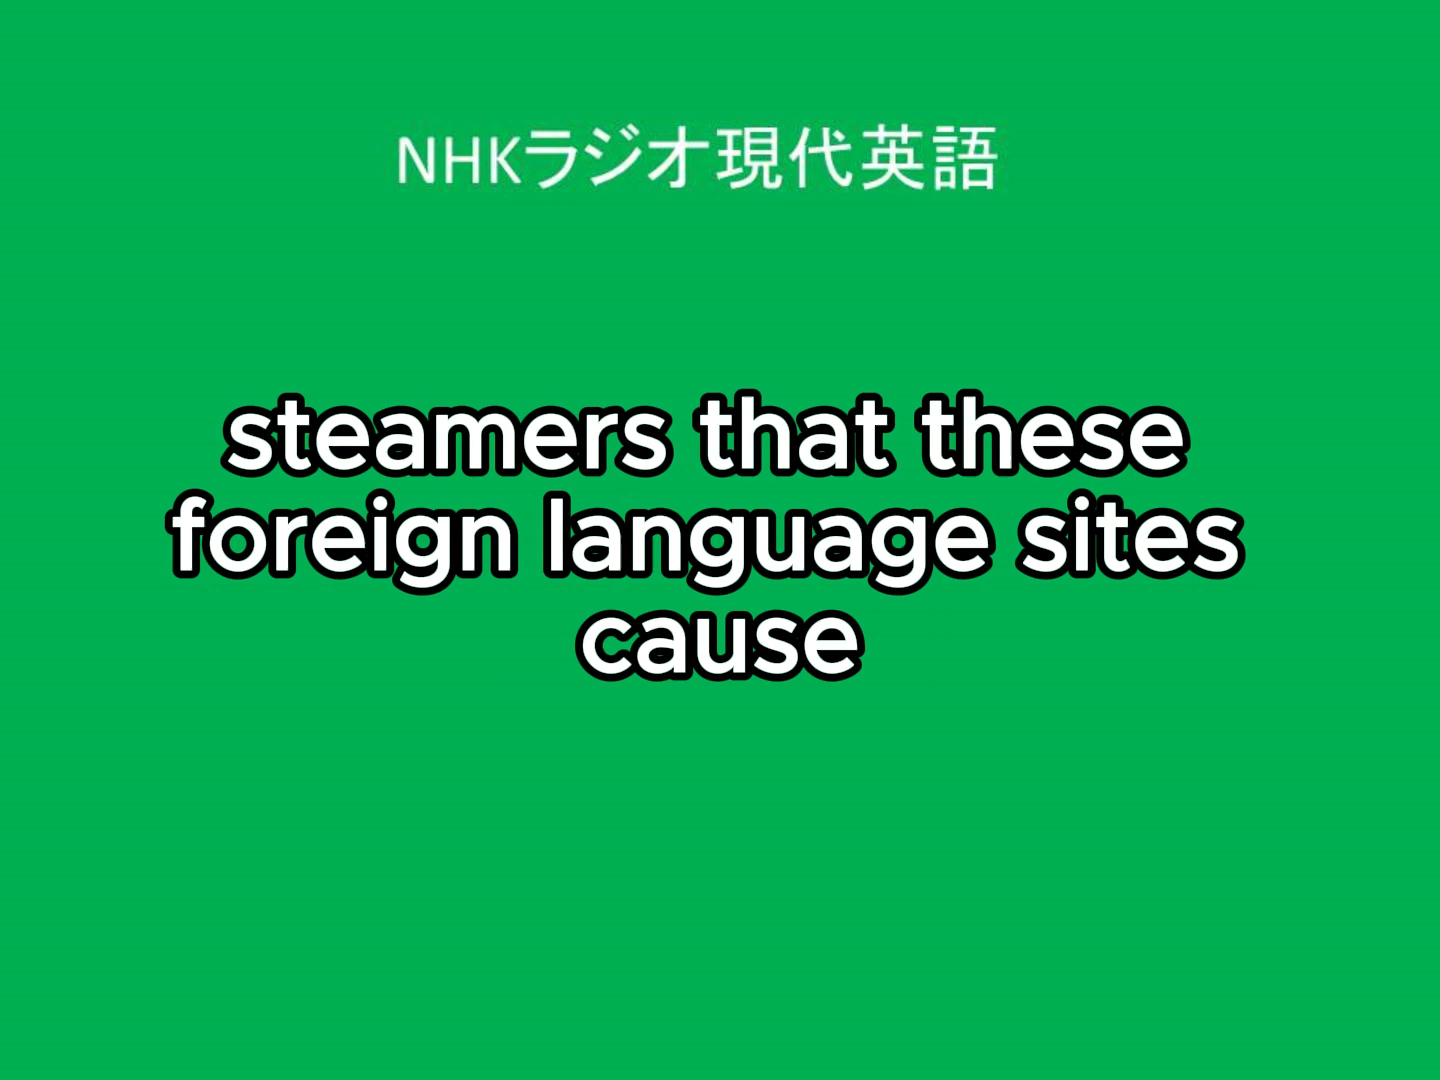 NHKラジオ現代英語
steamers that these
foreign language sites
cause